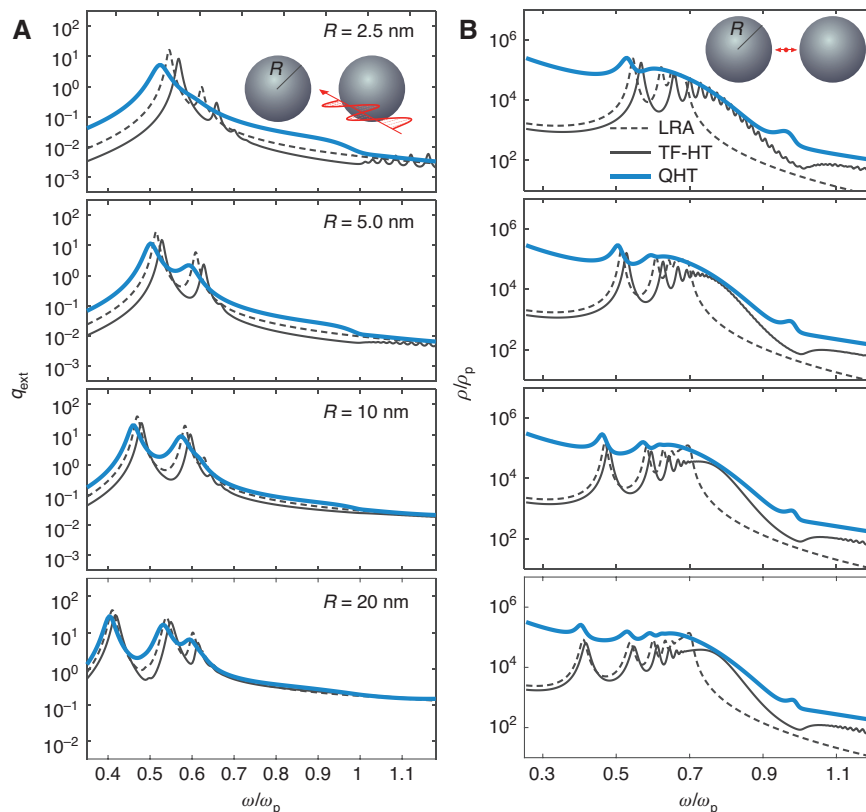 A
B
R = 2.5 nm
R
R
LRA
TF-HT
QHT
R = 5.0 nm
R = 10 nm
R = 20 nm
10² 10¹ 10⁰ 10⁻¹ 10⁻² 10⁻³
10² 10¹ 10⁰ 10⁻¹ 10⁻² 10⁻³
10² 10¹ 10⁰ 10⁻¹ 10⁻² 10⁻³
10² 10¹ 10⁰ 10⁻¹ 10⁻²
q_ext
10⁶ 10⁴ 10²
10⁶ 10⁴ 10²
10⁶ 10⁴ 10²
10⁶ 10⁴ 10²
ρ/ρ_p
0.4 0.5 0.6 0.7 0.8 0.9 1 1.1
ω/ω_p
0.3 0.5 0.7 0.9 1.1
ω/ω_p